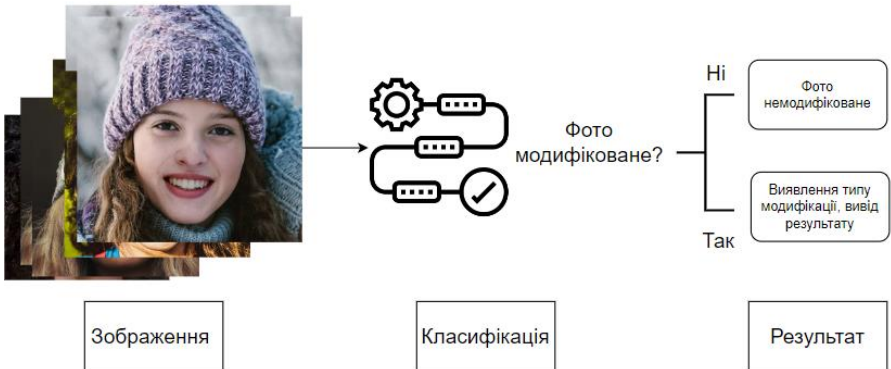 Фото
модифіковане?
Ні
Фото
немодифіковане
Виявлення типу
модифікації, вивід
результату
Так
Зображення
Класифікація
Результат